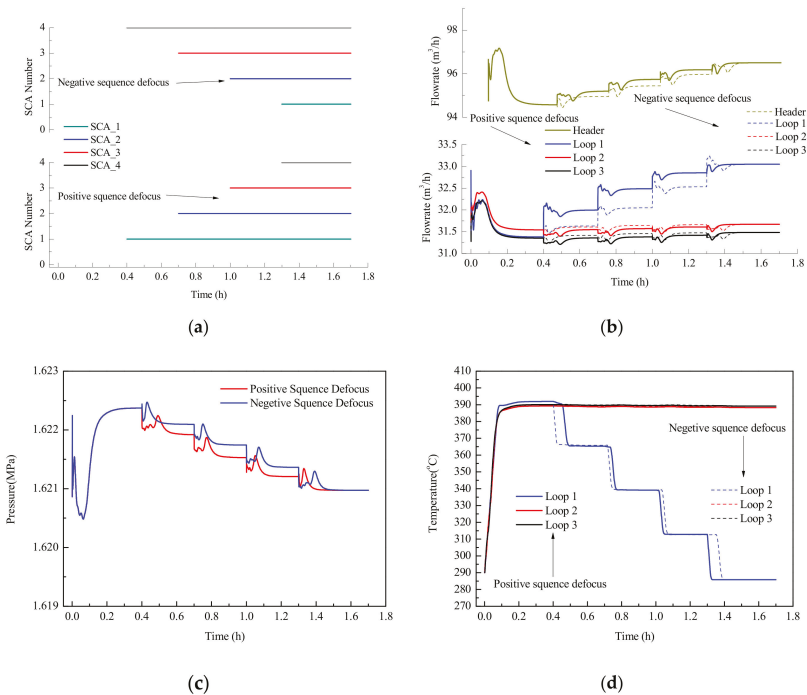 4
3
2
1
0
SCA Number
Negative sequence defocus
SCA_1
SCA_2
SCA_3
SCA_4
4
3
2
1
0
SCA Number
Positive sequence defocus
0.0 0.2 0.4 0.6 0.8 1.0 1.2 1.4 1.6 1.8
Time (h)
(a)
98
96
94
Flowrate (m³/h)
Positive squence defocus
Negative sequence defocus
Header
Loop 1
Loop 2
Loop 3
Header
Loop 1
Loop 2
Loop 3
33.5
33.0
32.5
32.0
31.5
31.0
Flowrate (m³/h)
0.0 0.2 0.4 0.6 0.8 1.0 1.2 1.4 1.6 1.8
Time (h)
(b)
1.623
1.622
1.621
1.620
1.619
Pressure(MPa)
Positive Squence Defocus
Negetive Squence Defocus
0.0 0.2 0.4 0.6 0.8 1.0 1.2 1.4 1.6 1.8
Time (h)
(c)
410
400
390
380
370
360
350
340
330
320
310
300
290
280
270
Temperature(°C)
Negetive squence defocus
Loop 1
Loop 2
Loop 3
Loop 1
Loop 2
Loop 3
Positive squence defocus
0.0 0.2 0.4 0.6 0.8 1.0 1.2 1.4 1.6 1.8
Time (h)
(d)